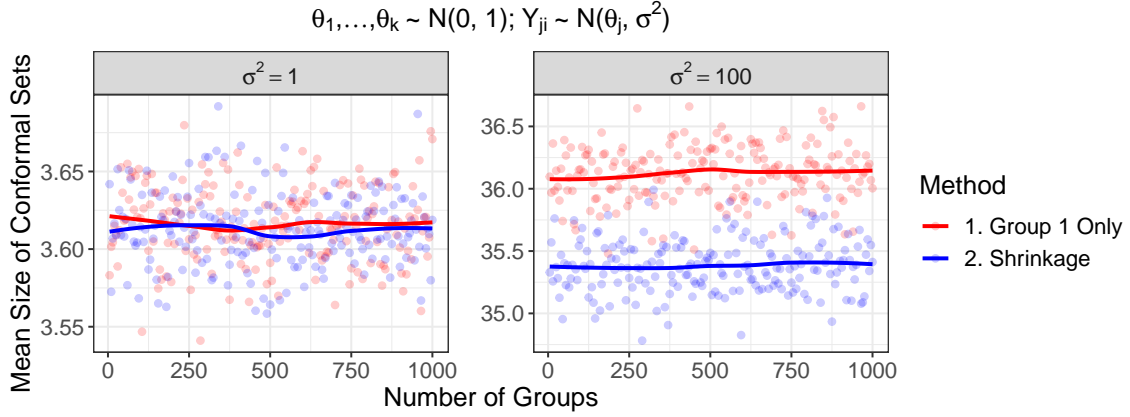 θ₁,…,θₖ ~ N(0, 1); Yⱼᵢ ~ N(θⱼ, σ²)
σ² = 1
σ² = 100
Mean Size of Conformal Sets
3.65
3.60
3.55
36.5
36.0
35.5
35.0
0 250 500 750 1000
0 250 500 750 1000
Number of Groups
Method
1. Group 1 Only
2. Shrinkage